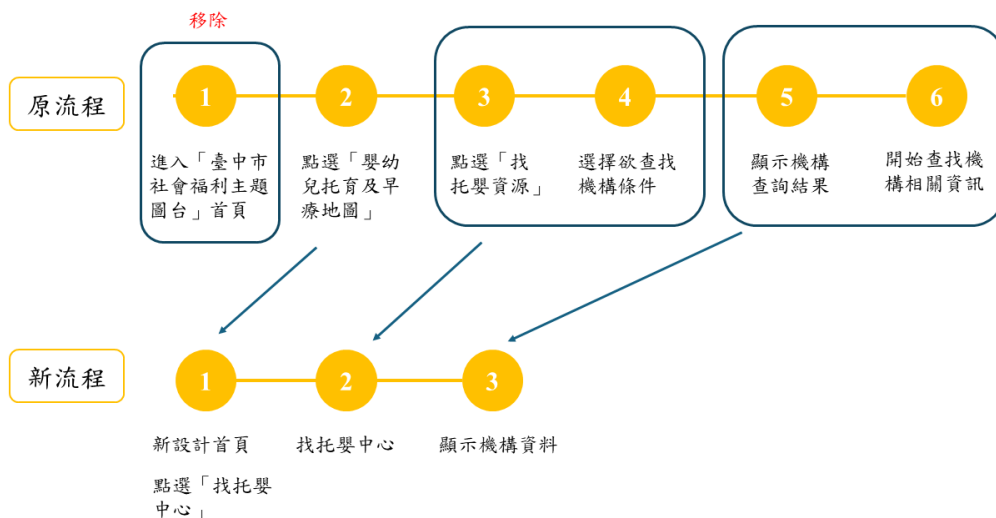 移除
原流程
1
2
3
4
5
6
進入「臺中市
社會福利主題
圖台」首頁
點選「嬰幼
兒托育及早
療地圖」
點選「找
托嬰資源」
選擇欲查找
機構條件
顯示機構
查詢結果
開始查找機
構相關資訊
新流程
1
2
3
新設計首頁
點選「找托嬰
中心」
找托嬰中心
顯示機構資料